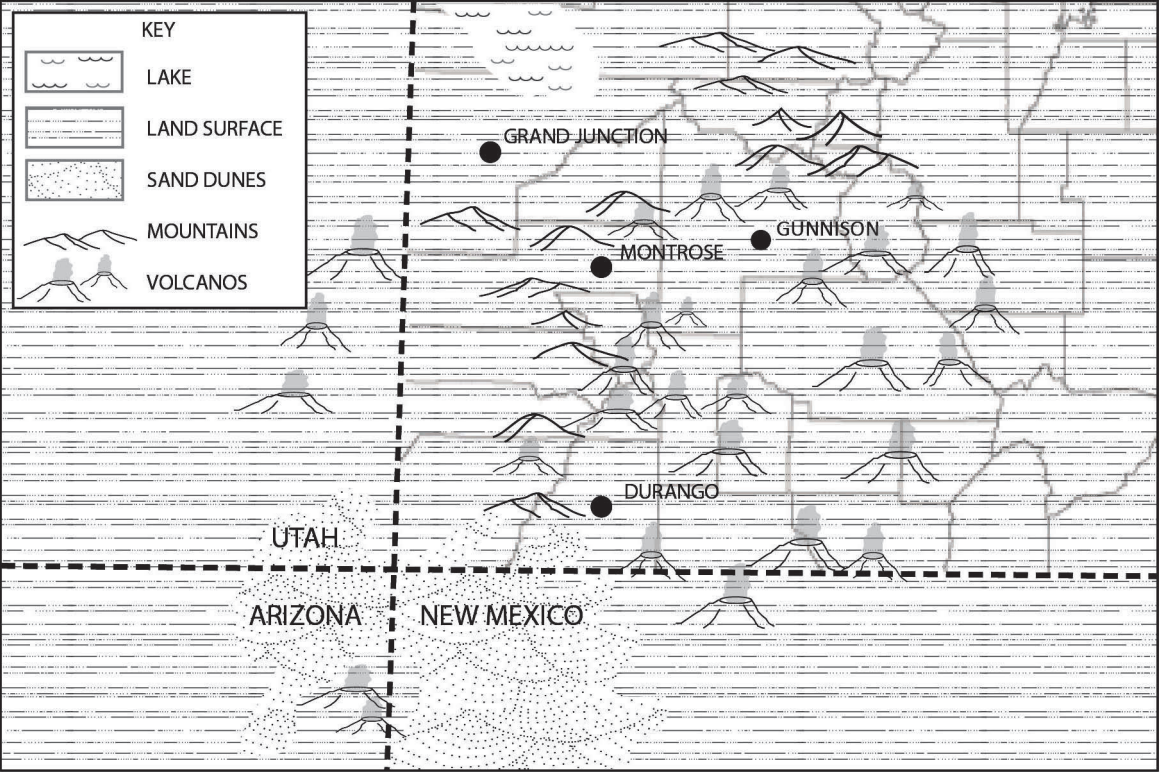 KEY
LAKE
LAND SURFACE
SAND DUNES
MOUNTAINS
VOLCANOS
GRAND JUNCTION
GUNNISON
MONTROSE
DURANGO
UTAH
ARIZONA
NEW MEXICO